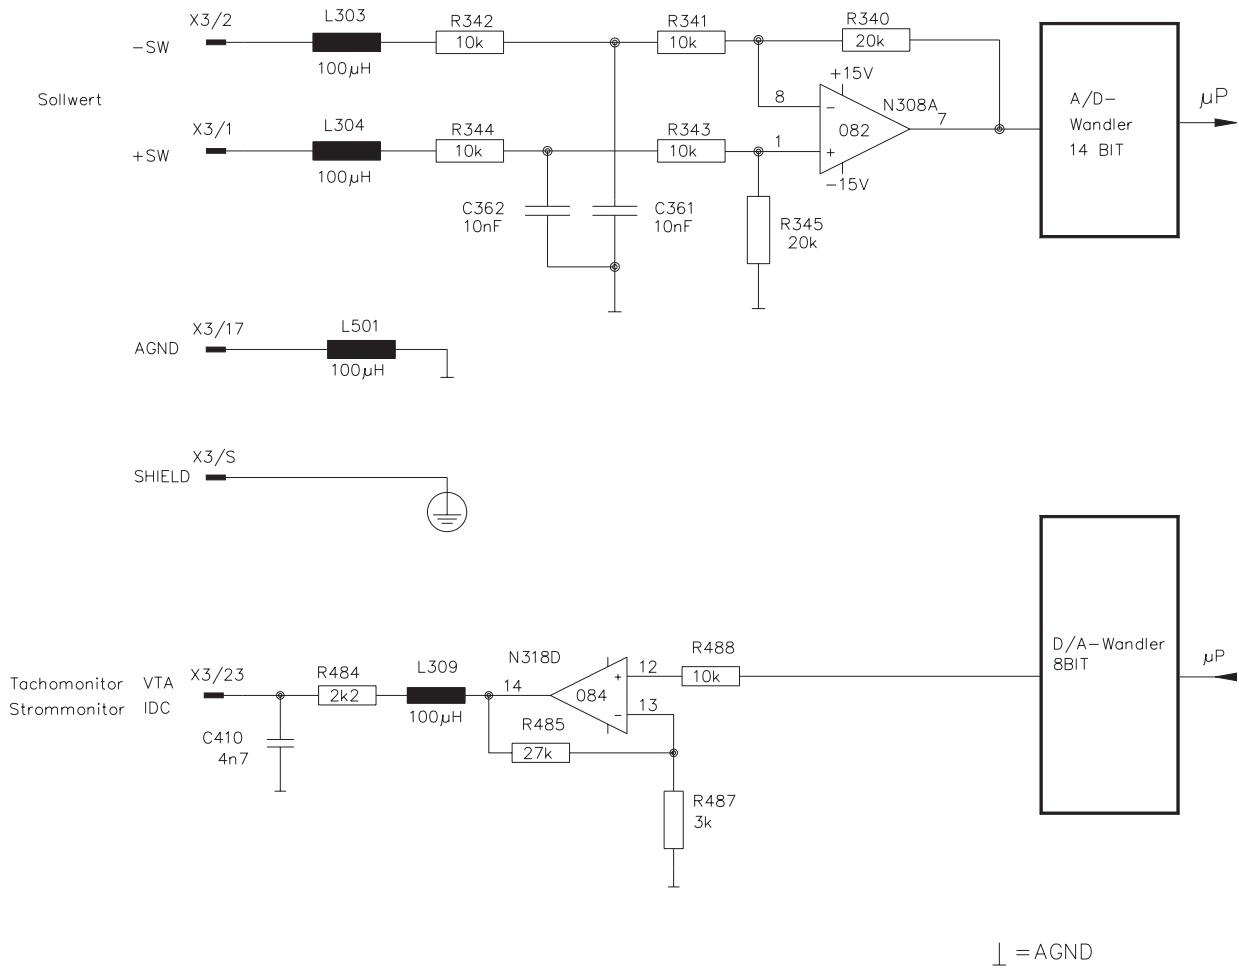 X3/2
L303
R342
R341
R340
-SW
10k
10k
20k
100µH
+15V
Sollwert
8
N308A
A/D-
Wandler
14 BIT
µP
X3/1
L304
R344
R343
1
-
082
7
+SW
10k
10k
+
100µH
-15V
C362
10nF
C361
10nF
R345
20k
X3/17
L501
AGND
100µH
X3/S
SHIELD
D/A-Wandler
8BIT
µP
Tachomonitor VTA
Strommonitor IDC
X3/23
R484
L309
N318D
R488
2k2
14
084
+
12
10k
100µH
-
13
C410
4n7
R485
27k
R487
3k
⊥ =AGND